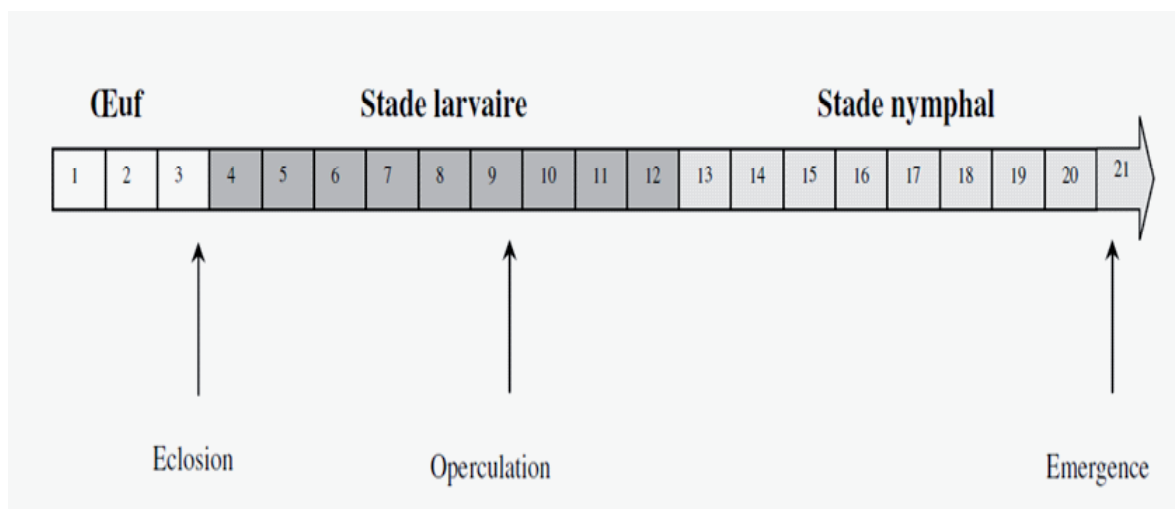 Œuf Stade larvaire Stade nymphal
1 2 3 4 5 6 7 8 9 10 11 12 13 14 15 16 17 18 19 20 21
Eclosion Operculation Emergence